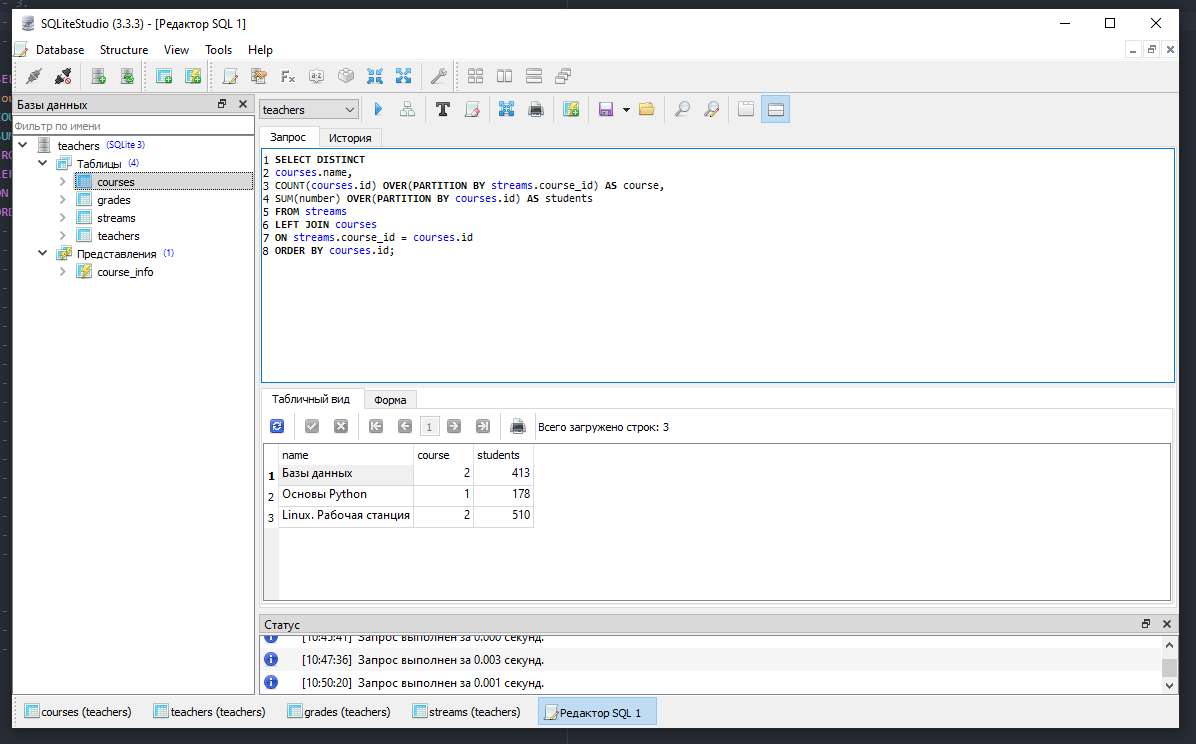 SQLiteStudio (3.3.3) - [Редактор SQL 1]
Database Structure View Tools Help
Базы данных
Фильтр по имени
teachers (SQLite 3)
Таблицы (4)
courses
grades
streams
teachers
Представления (1)
course_info
teachers
Запрос История
1 SELECT DISTINCT
2 courses.name,
3 COUNT(courses.id) OVER(PARTITION BY streams.course_id) AS course,
4 SUM(number) OVER(PARTITION BY courses.id) AS students
5 FROM streams
6 LEFT JOIN courses
7 ON streams.course_id = courses.id
8 ORDER BY courses.id;
Табличный вид Форма
1 Всего загружено строк: 3
name course students
1 Базы данных 2 413
2 Основы Python 1 178
3 Linux. Рабочая станция 2 510
Статус
[10:45:41] Запрос выполнен за 0.000 секунд.
[10:47:36] Запрос выполнен за 0.003 секунд.
[10:50:20] Запрос выполнен за 0.001 секунд.
courses (teachers) teachers (teachers) grades (teachers) streams (teachers) Редактор SQL 1